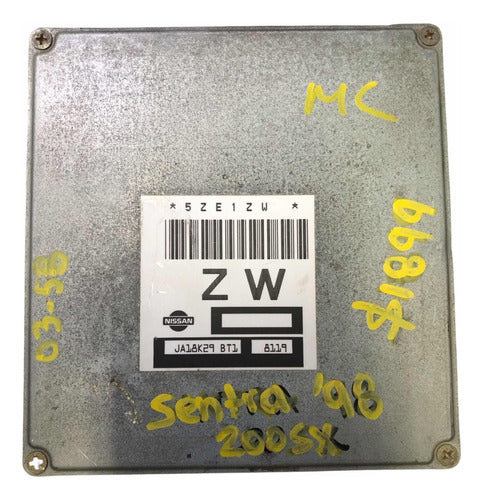 MC
*5ZE1ZW *
ZW
NISSAN
JA18K29 BT1 8119
03-58
$1899
Sentra '98
200SX